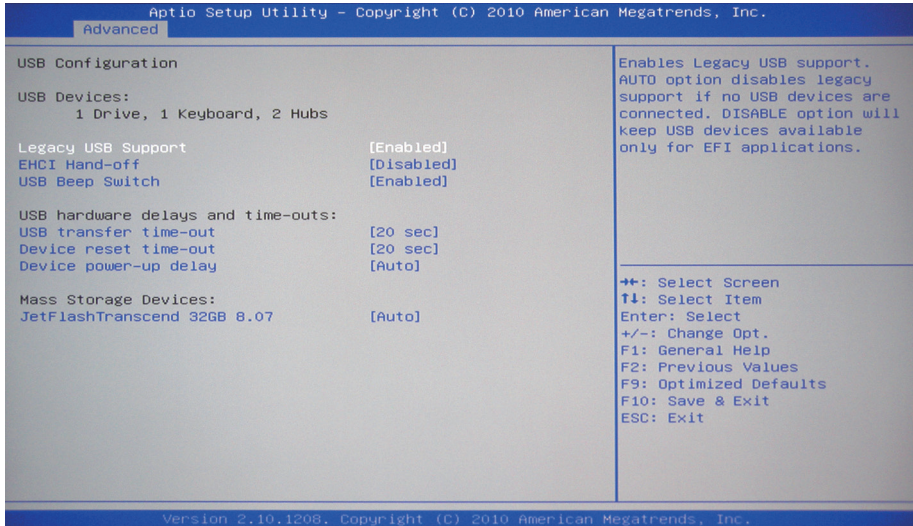 Aptio Setup Utility – Copyright (C) 2010 American Megatrends, Inc.
Advanced
USB Configuration
USB Devices:
1 Drive, 1 Keyboard, 2 Hubs
Legacy USB Support [Enabled]
EHCI Hand-off [Disabled]
USB Beep Switch [Enabled]
USB hardware delays and time-outs:
USB transfer time-out [20 sec]
Device reset time-out [20 sec]
Device power-up delay [Auto]
Mass Storage Devices:
JetFlashTranscend 32GB 8.07 [Auto]
Enables Legacy USB support.
AUTO option disables legacy
support if no USB devices are
connected. DISABLE option will
keep USB devices available
only for EFI applications.
→←: Select Screen
↑↓: Select Item
Enter: Select
+/-: Change Opt.
F1: General Help
F2: Previous Values
F9: Optimized Defaults
F10: Save & Exit
ESC: Exit
Version 2.10.1208. Copyright (C) 2010 American Megatrends, Inc.